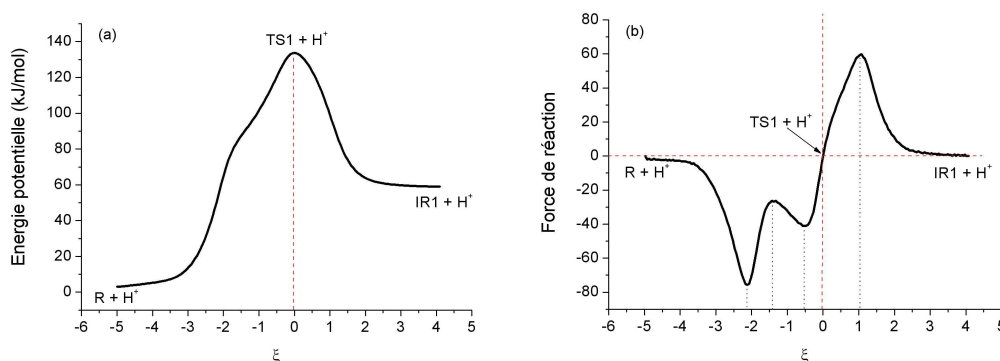 (a)
TS1 + H⁺
Energie potentielle (kJ/mol)
140
120
100
80
60
40
20
0
R + H⁺
IR1 + H⁺
-6 -5 -4 -3 -2 -1 0 1 2 3 4 5
ξ
(b)
Force de réaction
80
60
40
20
0
-20
-40
-60
-80
TS1 + H⁺
R + H⁺
IR1 + H⁺
-6 -5 -4 -3 -2 -1 0 1 2 3 4 5
ξ